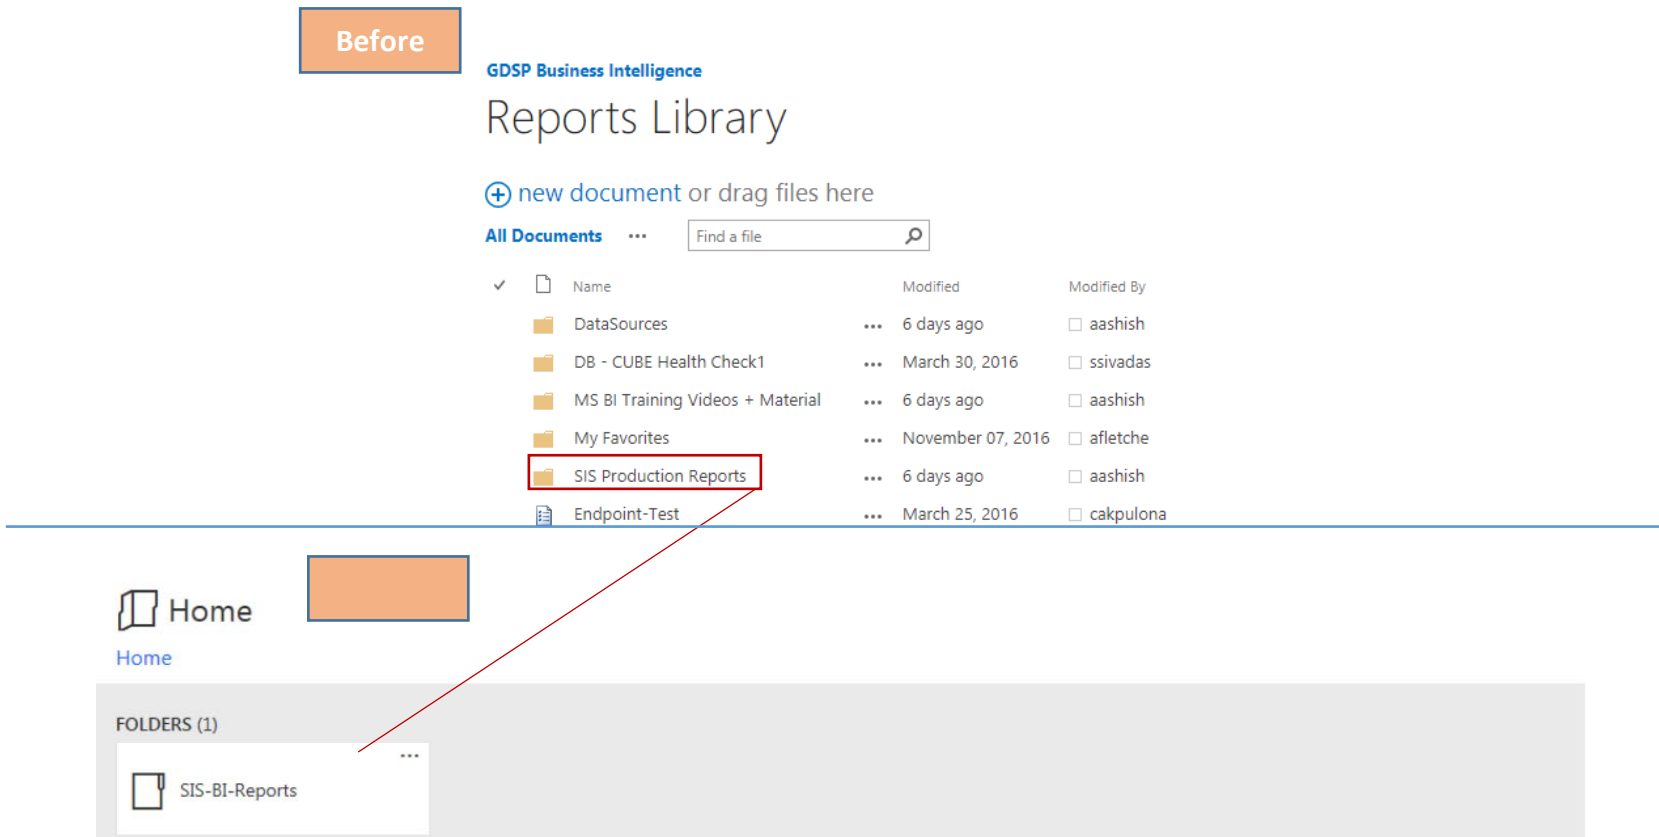 Before
GDSP Business Intelligence
Reports Library
new document or drag files here
All Documents ••• Find a file
Name Modified Modified By
DataSources ••• 6 days ago aashish
DB - CUBE Health Check1 ••• March 30, 2016 ssivadas
MS BI Training Videos + Material ••• 6 days ago aashish
My Favorites ••• November 07, 2016 afletche
SIS Production Reports ••• 6 days ago aashish
Endpoint-Test ••• March 25, 2016 cakpulona
Home
Home
FOLDERS (1)
•••
SIS-BI-Reports